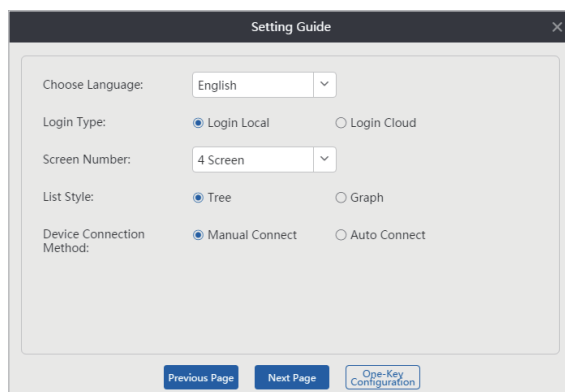 Setting Guide
Choose Language: English
Login Type: Login Local Login Cloud
Screen Number: 4 Screen
List Style: Tree Graph
Device Connection Manual Connect Auto Connect
Method:
Previous Page Next Page Ope-Key
Configuration